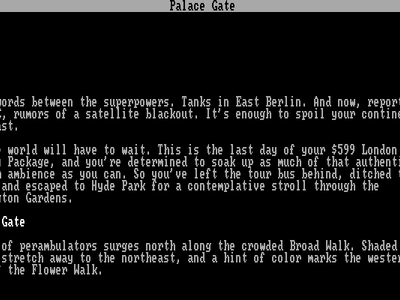 Palace Gate
words between the superpowers. Tanks in East Berlin. And now, report
, rumors of a satellite blackout. It's enough to spoil your contine
ast.
world will have to wait. This is the last day of your $599 London
Package, and you're determined to soak up as much of that authenti
ambience as you can. So you've left the tour bus behind, ditched t
and escaped to Hyde Park for a contemplative stroll through the
gton Gardens.
Gate
of perambulators surges north along the crowded Broad Walk. Shaded
stretch away to the northeast, and a hint of color marks the wester
the Flower Walk.